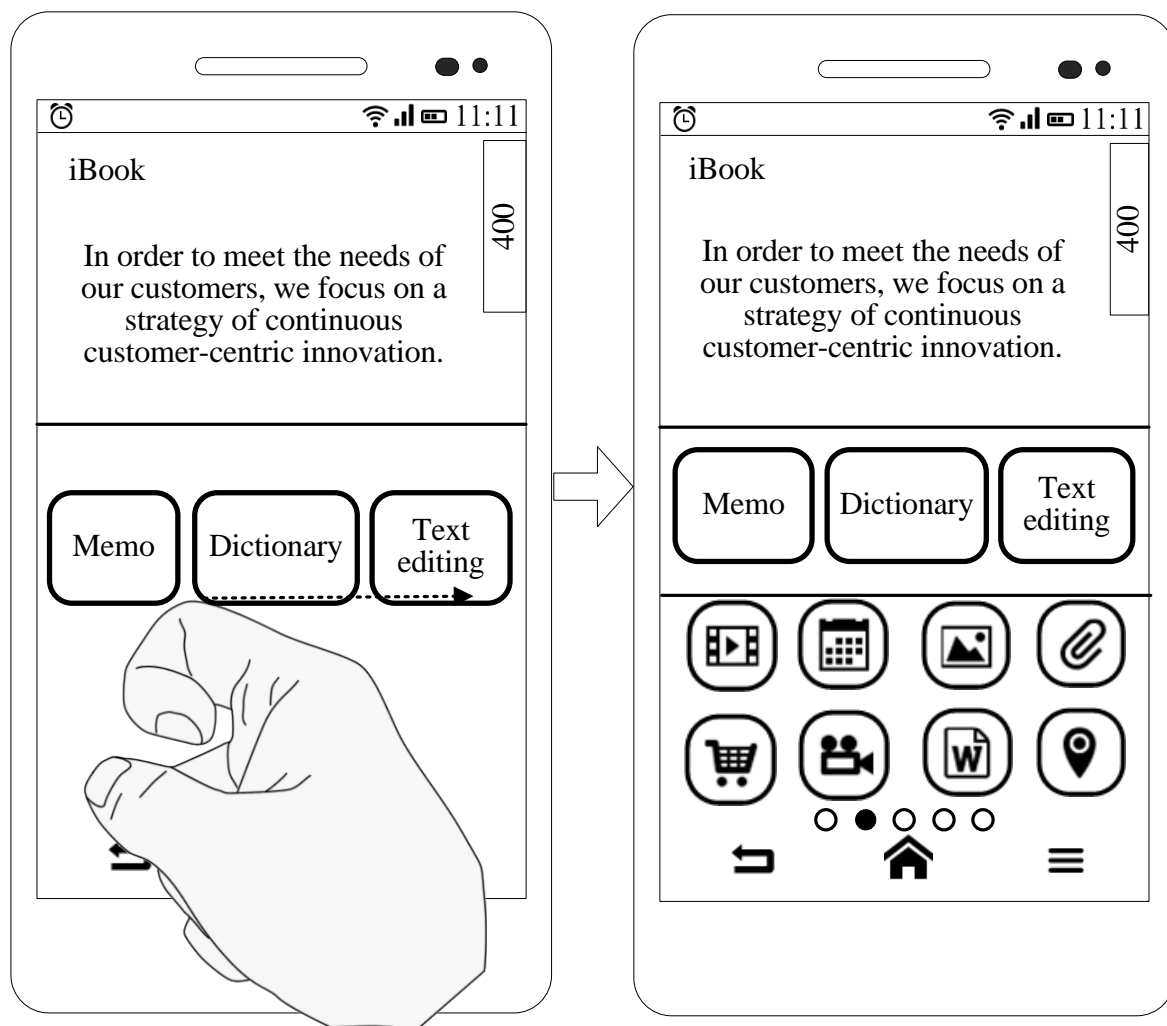 11:11
iBook
400
In order to meet the needs of
our customers, we focus on a
strategy of continuous
customer-centric innovation.
Memo
Dictionary
Text
editing
11:11
iBook
400
In order to meet the needs of
our customers, we focus on a
strategy of continuous
customer-centric innovation.
Memo
Dictionary
Text
editing
W